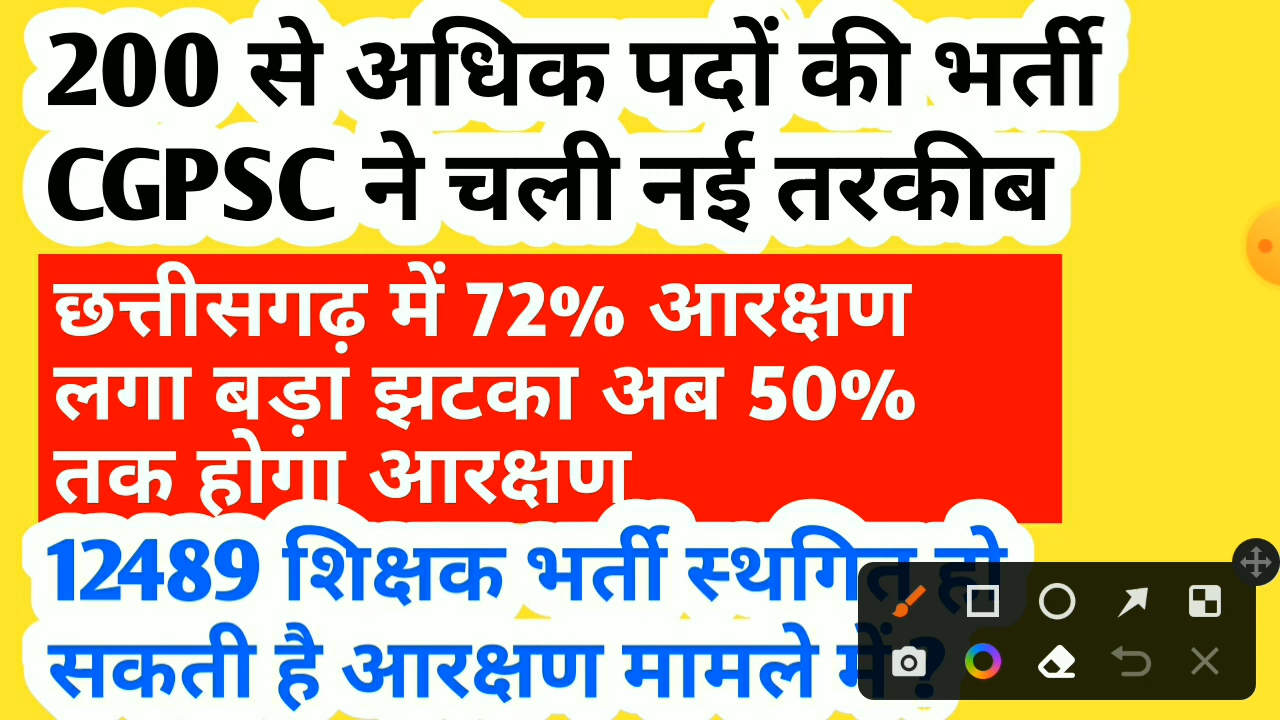 200 से अधिक पदों की भर्ती
CGPSC ने चली नई तरकीब
छत्तीसगढ़ में 72% आरक्षण
लगा बड़ा झटका अब 50%
तक होगा आरक्षण
12489 शिक्षक भर्ती स्थगित हो
सकती है आरक्षण मामले में?